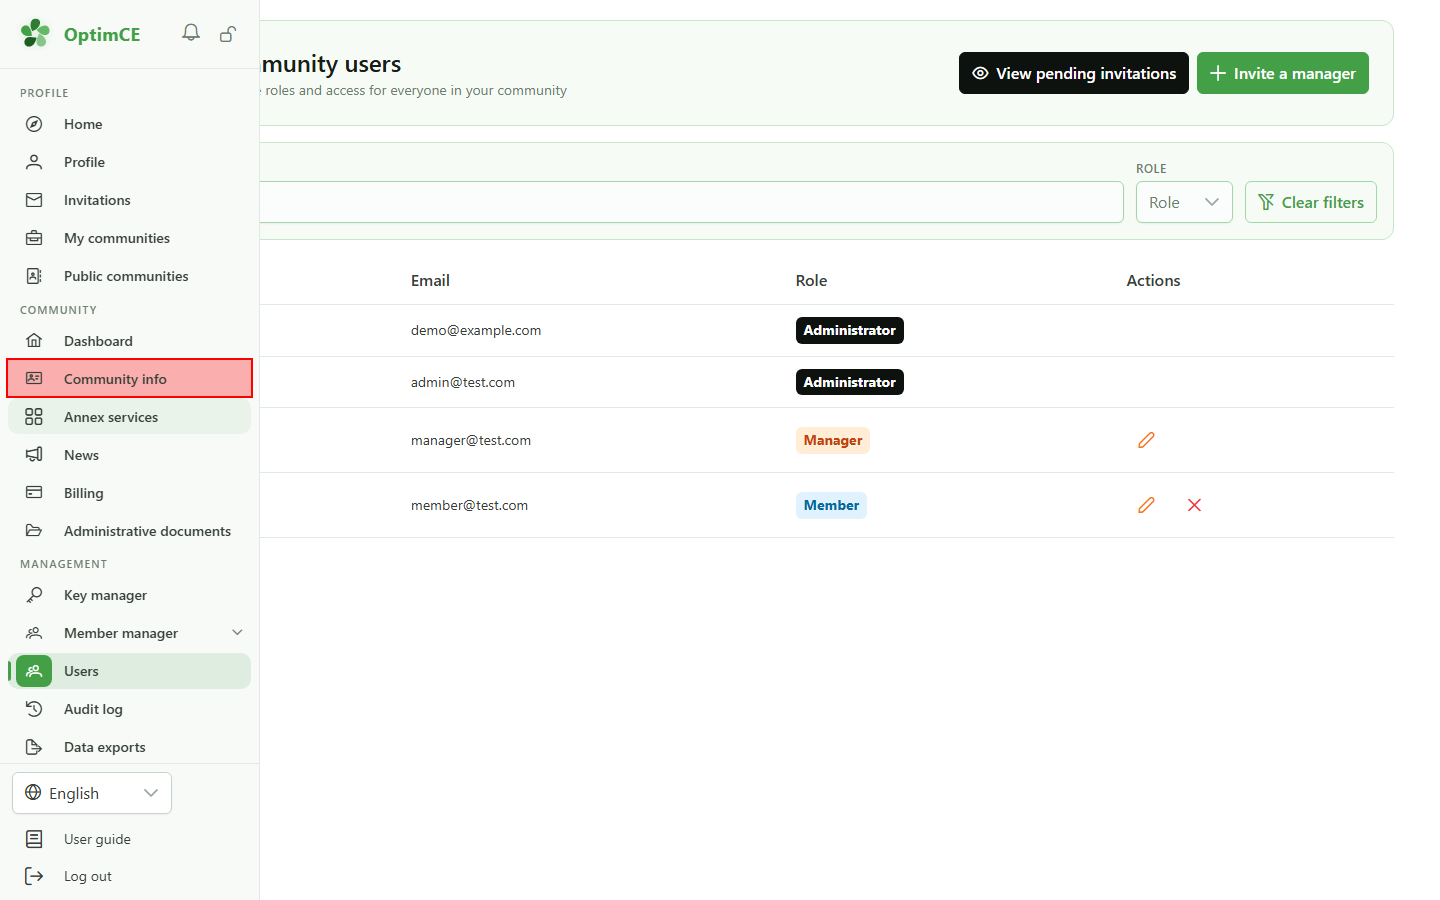 OptimCE
PROFILE
Home
Profile
Invitations
My communities
Public communities
COMMUNITY
Dashboard
Community info
Annex services
News
Billing
Administrative documents
MANAGEMENT
Key manager
Member manager
Users
Audit log
Data exports
English
User guide
Log out
munity users
roles and access for everyone in your community
View pending invitations
Invite a manager
ROLE
Role
Clear filters
Email Role Actions
demo@example.com Administrator
admin@test.com Administrator
manager@test.com Manager
member@test.com Member